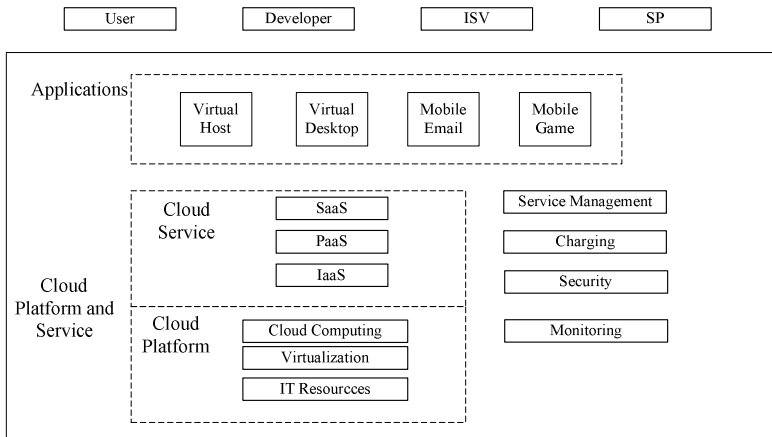 User
Developer
ISV
SP
Applications
Virtual
Host
Virtual
Desktop
Mobile
Email
Mobile
Game
Cloud
Service
SaaS
PaaS
IaaS
Service Management
Charging
Security
Monitoring
Cloud
Platform and
Service
Cloud
Platform
Cloud Computing
Virtualization
IT Resourcces